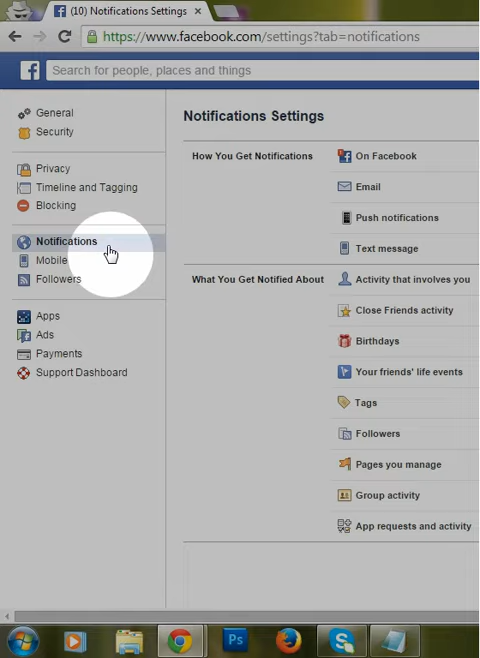 (10) Notifications Settings
https://www.facebook.com/settings?tab=notifications
f Search for people, places and things
General
Security
Privacy
Timeline and Tagging
Blocking
Notifications
Mobile
Followers
Apps
Ads
Payments
Support Dashboard
Notifications Settings
How You Get Notifications
On Facebook
Email
Push notifications
Text message
What You Get Notified About
Activity that involves you
Close Friends activity
Birthdays
Your friends' life events
Tags
Followers
Pages you manage
Group activity
App requests and activity
Ps